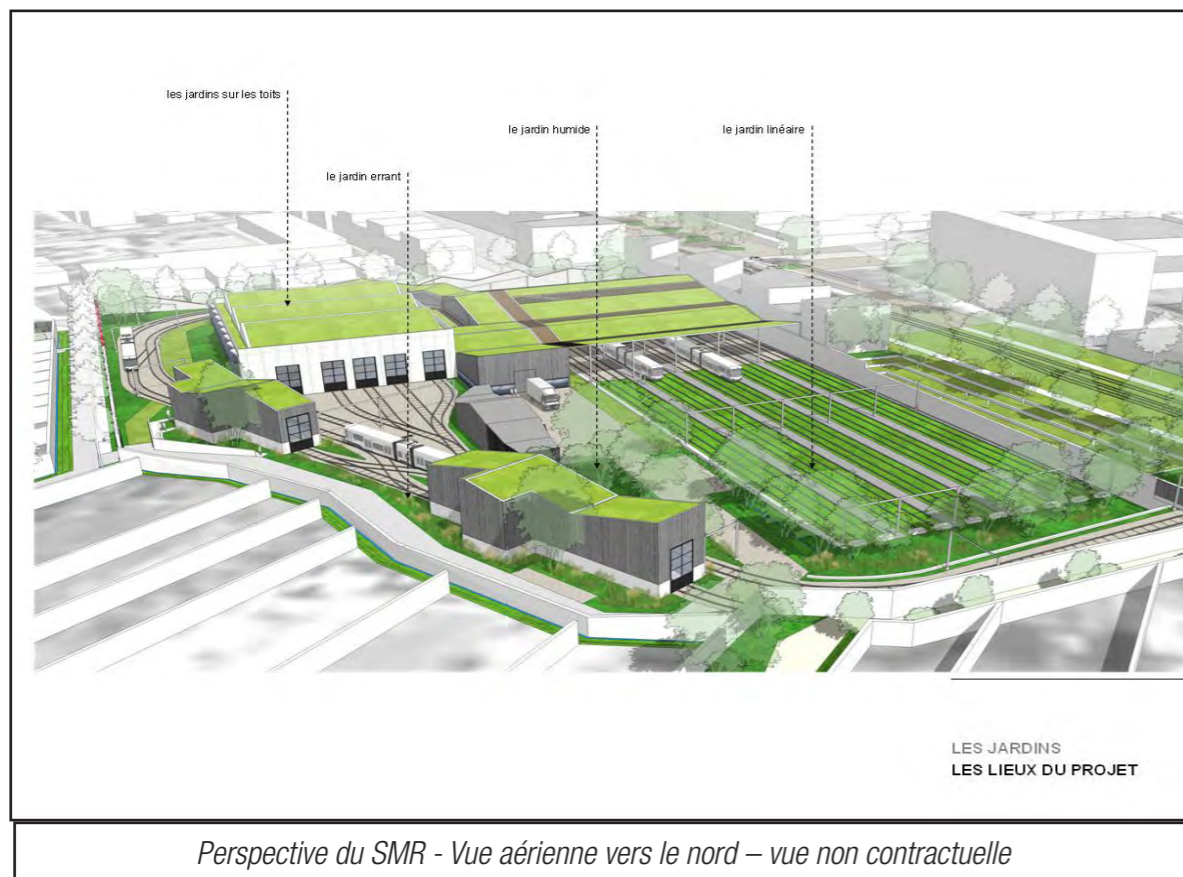 les jardins sur les toits
le jardin humide
le jardin linéaire
le jardin errant
LES JARDINS
LES LIEUX DU PROJET
Perspective du SMR - Vue aérienne vers le nord – vue non contractuelle